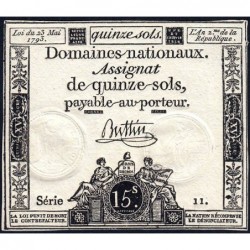 Loi du 23 Mai 1793.
quinze-sols.
L'An 2.me de la République.
Domaines nationaux.
Assignat
de quinze-sols,
payable-au-porteur.
Buttin
Série 11.
15.s
LA LOI PUNIT DE MORT LE CONTREFACTEUR.
LA NATION RÉCOMPENSE LE DÉNONCIATEUR.